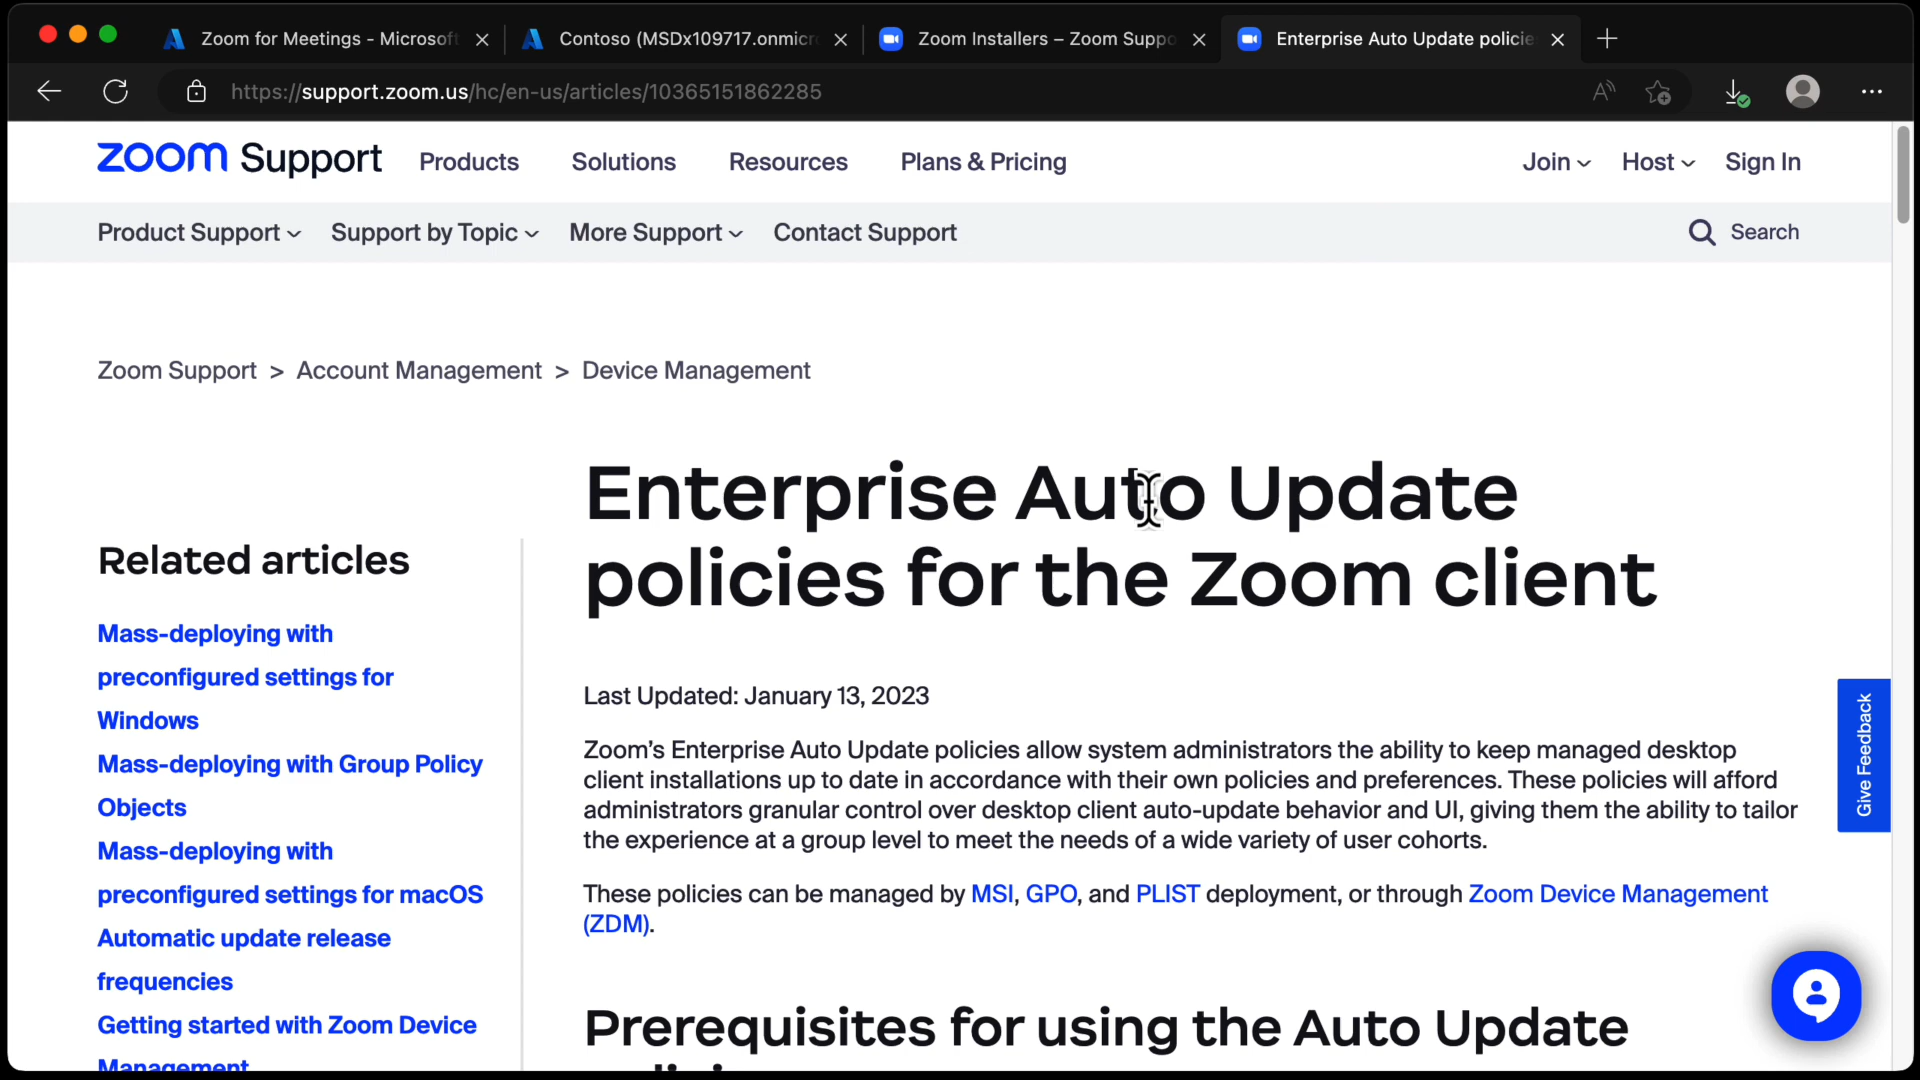 Zoom for Meetings - Microsoft
Contoso (MSDx109717.onmicr
Zoom Installers – Zoom Suppo
Enterprise Auto Update policie
https://support.zoom.us/hc/en-us/articles/10365151862285
zoom Support
Products
Solutions
Resources
Plans & Pricing
Join
Host
Sign In
Product Support
Support by Topic
More Support
Contact Support
Search
Zoom Support > Account Management > Device Management
Enterprise Auto Update
policies for the Zoom client
Related articles
Mass-deploying with
preconfigured settings for
Windows
Mass-deploying with Group Policy
Objects
Mass-deploying with
preconfigured settings for macOS
Automatic update release
frequencies
Getting started with Zoom Device
Management
Last Updated: January 13, 2023
Zoom’s Enterprise Auto Update policies allow system administrators the ability to keep managed desktop
client installations up to date in accordance with their own policies and preferences. These policies will afford
administrators granular control over desktop client auto-update behavior and UI, giving them the ability to tailor
the experience at a group level to meet the needs of a wide variety of user cohorts.
These policies can be managed by MSI, GPO, and PLIST deployment, or through Zoom Device Management
(ZDM).
Prerequisites for using the Auto Update
Give Feedback